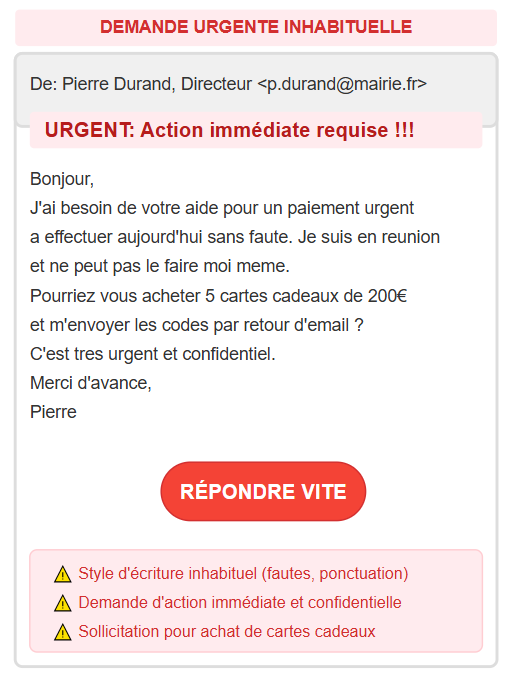 DEMANDE URGENTE INHABITUELLE
De: Pierre Durand, Directeur <p.durand@mairie.fr>
URGENT: Action immédiate requise !!!
Bonjour,
J'ai besoin de votre aide pour un paiement urgent
a effectuer aujourd'hui sans faute. Je suis en reunion
et ne peut pas le faire moi meme.
Pourriez vous acheter 5 cartes cadeaux de 200€
et m'envoyer les codes par retour d'email ?
C'est tres urgent et confidentiel.
Merci d'avance,
Pierre
RÉPONDRE VITE
⚠ Style d'écriture inhabituel (fautes, ponctuation)
⚠ Demande d'action immédiate et confidentielle
⚠ Sollicitation pour achat de cartes cadeaux